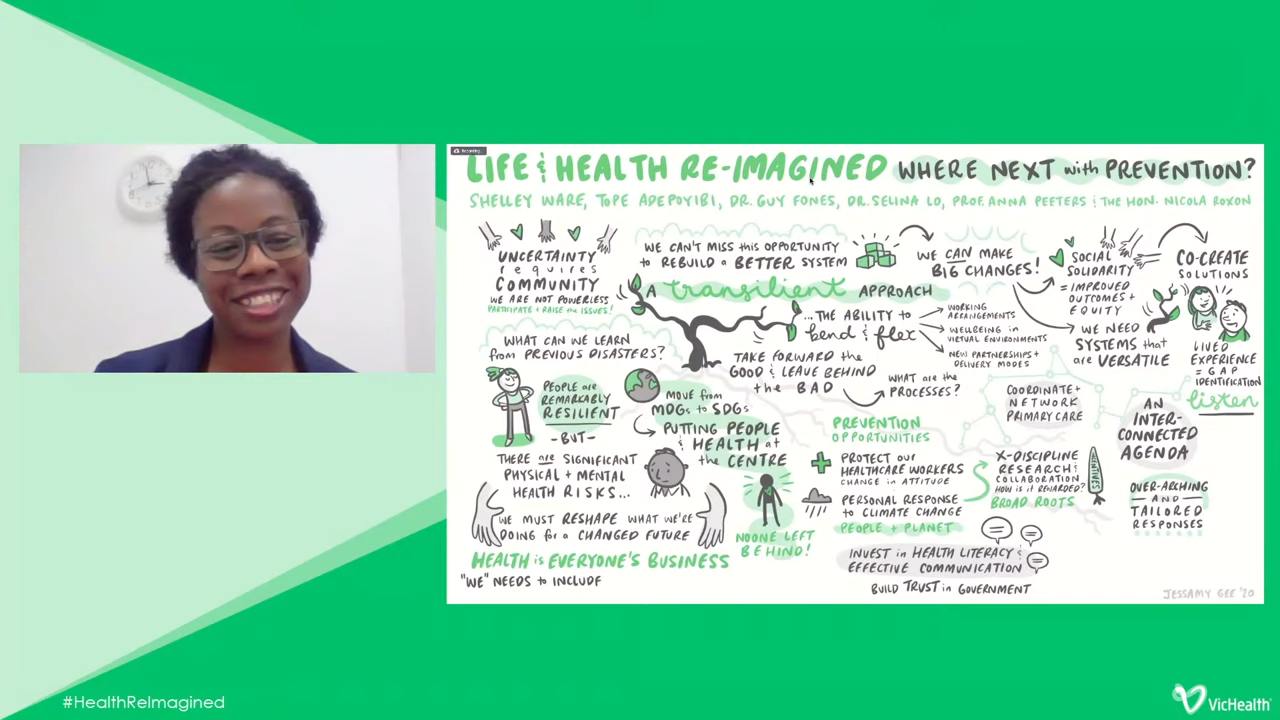 Recording...
LIFE & HEALTH RE-IMAGINED WHERE NEXT with PREVENTION?
SHELLEY WARE, TOPE ADEPOYIBI, DR. GUY FONES, DR. SELINA LO, PROF. ANNA PEETERS & THE HON. NICOLA ROXON
UNCERTAINTY
requires
COMMUNITY
WE ARE NOT POWERLESS
PARTICIPATE + RAISE the ISSUES!
WE CAN'T MISS this OPPORTUNITY
to REBUILD a BETTER SYSTEM
WE CAN MAKE
BIG CHANGES!
SOCIAL
SOLIDARITY
= IMPROVED
OUTCOMES +
EQUITY
CO-CREATE
SOLUTIONS
A transilient APPROACH
...THE ABILITY to
bend & flex
WORKING
ARRANGEMENTS
WELLBEING in
VIRTUAL ENVIRONMENTS
NEW PARTNERSHIPS +
DELIVERY MODES
WE NEED
SYSTEMS that
are VERSATILE
LIVED
EXPERIENCE
= GAP
IDENTIFICATION
listen
WHAT CAN WE LEARN
from PREVIOUS DISASTERS?
TAKE FORWARD the
GOOD & LEAVE BEHIND
the BAD
WHAT are the
PROCESSES?
PEOPLE are
REMARKABLY
RESILIENT
-BUT-
THERE are SIGNIFICANT
PHYSICAL + MENTAL
HEALTH RISKS...
MOVE from
MDGs to SDGs
PUTTING PEOPLE
& HEALTH at
the CENTRE
COORDINATE +
NETWORK
PRIMARY CARE
AN
INTER-
CONNECTED
AGENDA
PREVENTION
OPPORTUNITIES
PROTECT our
HEALTHCARE WORKERS
CHANGE in ATTITUDE
PERSONAL RESPONSE
to CLIMATE CHANGE
PEOPLE + PLANET
X-DISCIPLINE
RESEARCH &
COLLABORATION
HOW is it REWARDED?
BROAD ROOTS
INCENTIVES
OVER-ARCHING
AND
TAILORED
RESPONSES
WE MUST RESHAPE WHAT WE'RE
DOING for a CHANGED FUTURE
NO ONE LEFT
BEHIND!
HEALTH is EVERYONE'S BUSINESS
"WE" NEEDS to INCLUDE
INVEST in HEALTH LITERACY &
EFFECTIVE COMMUNICATION
BUILD TRUST in GOVERNMENT
JESSAMY GEE '20
#HealthReImagined
VicHealth